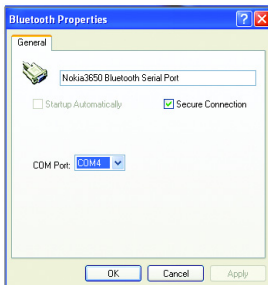 Bluetooth Properties
General
Nokia3650 Bluetooth Serial Port
Startup Automatically
Secure Connection
COM Port: COM4
OK Cancel Apply